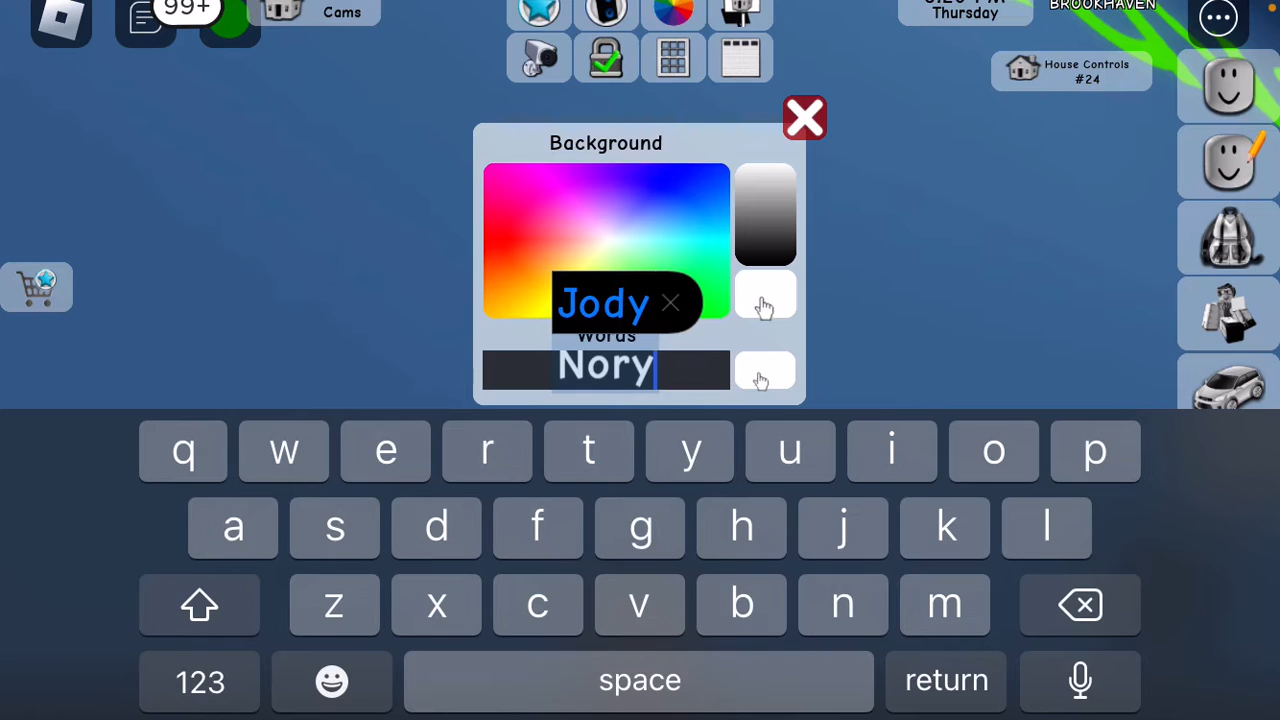 99+
Cams
Thursday
BROOKHAVEN
House Controls
#24
Background
Jody
Words
Nory
q w e r t y u i o p
a s d f g h j k l
z x c v b n m
123 space return